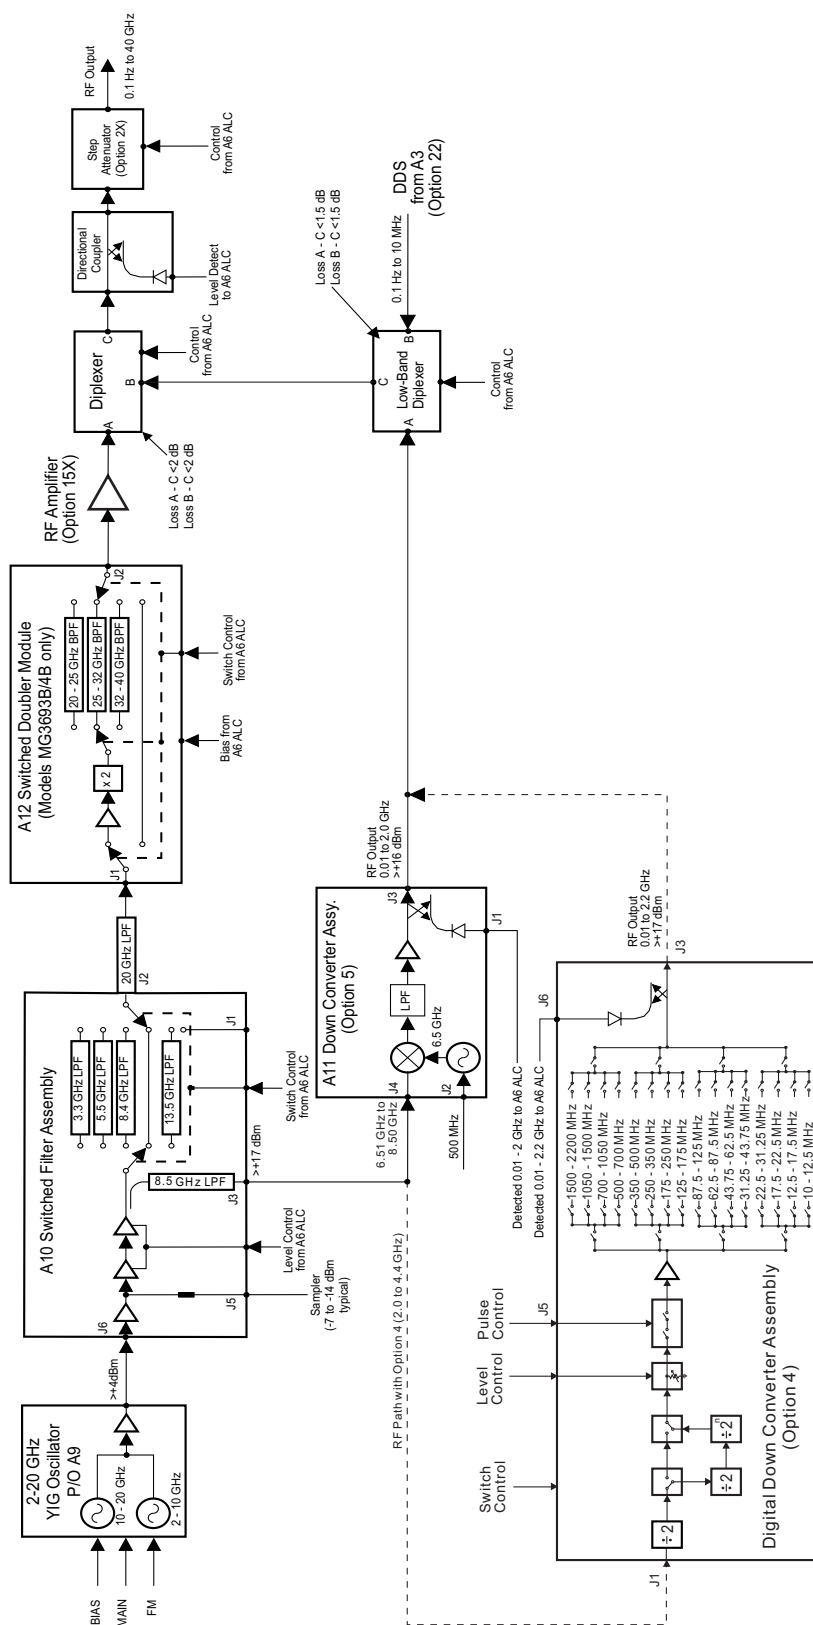 BIAS
MAIN
FM
2-20 GHz
YIG Oscillator
P/O A9
10 - 20 GHz
2 - 10 GHz
>+4dBm
A10 Switched Filter Assembly
J6
3.3 GHz LPF
5.5 GHz LPF
8.4 GHz LPF
13.5 GHz LPF
8.5 GHz LPF
J5
J3
J1
J2
Sampler
(-7 to -14 dBm
typical)
Level Control
from A6 ALC
>+17 dBm
Switch Control
from A6 ALC
20 GHz LPF
A12 Switched Doubler Module
(Models MG3693B/4B only)
J1
x 2
20 - 25 GHz BPF
25 - 32 GHz BPF
32 - 40 GHz BPF
J2
Bias from
A6 ALC
Switch Control
from A6 ALC
RF Amplifier
(Option 15X)
Loss A - C <2 dB
Loss B - C <2 dB
Diplexer
A
B
C
Control
from A6 ALC
Directional
Coupler
Level Detect
to A6 ALC
Step
Attenuator
(Option 2X)
Control
from A6 ALC
RF Output
0.1 Hz to 40 GHz
RF Path with Option 4 (2.0 to 4.4 GHz)
6.51 GHz to
8.50 GHz
500 MHz
A11 Down Converter Assy.
(Option 5)
J4
J2
6.5 GHz
LPF
J3
J1
RF Output
0.01 to 2.0 GHz
>+16 dBm
Detected 0.01 - 2 GHz to A6 ALC
Low-Band
Diplexer
A
B
C
Loss A - C <1.5 dB
Loss B - C <1.5 dB
0.1 Hz to 10 MHz
DDS
from A3
(Option 22)
Control
from A6 ALC
Switch
Control
Level
Control
Pulse
Control
J5
Detected 0.01 - 2.2 GHz to A6 ALC
J6
J1
÷2
÷2
÷2
n
Digital Down Converter Assembly
(Option 4)
1500 - 2200 MHz
1050 - 1500 MHz
700 - 1050 MHz
500 - 700 MHz
350 - 500 MHz
250 - 350 MHz
175 - 250 MHz
125 - 175 MHz
87.5 - 125 MHz
62.5 - 87.5 MHz
43.75 - 62.5 MHz
31.25 - 43.75 MHz
22.5 - 31.25 MHz
17.5 - 22.5 MHz
12.5 - 17.5 MHz
10 - 12.5 MHz
J3
RF Output
0.01 to 2.2 GHz
>+17 dBm